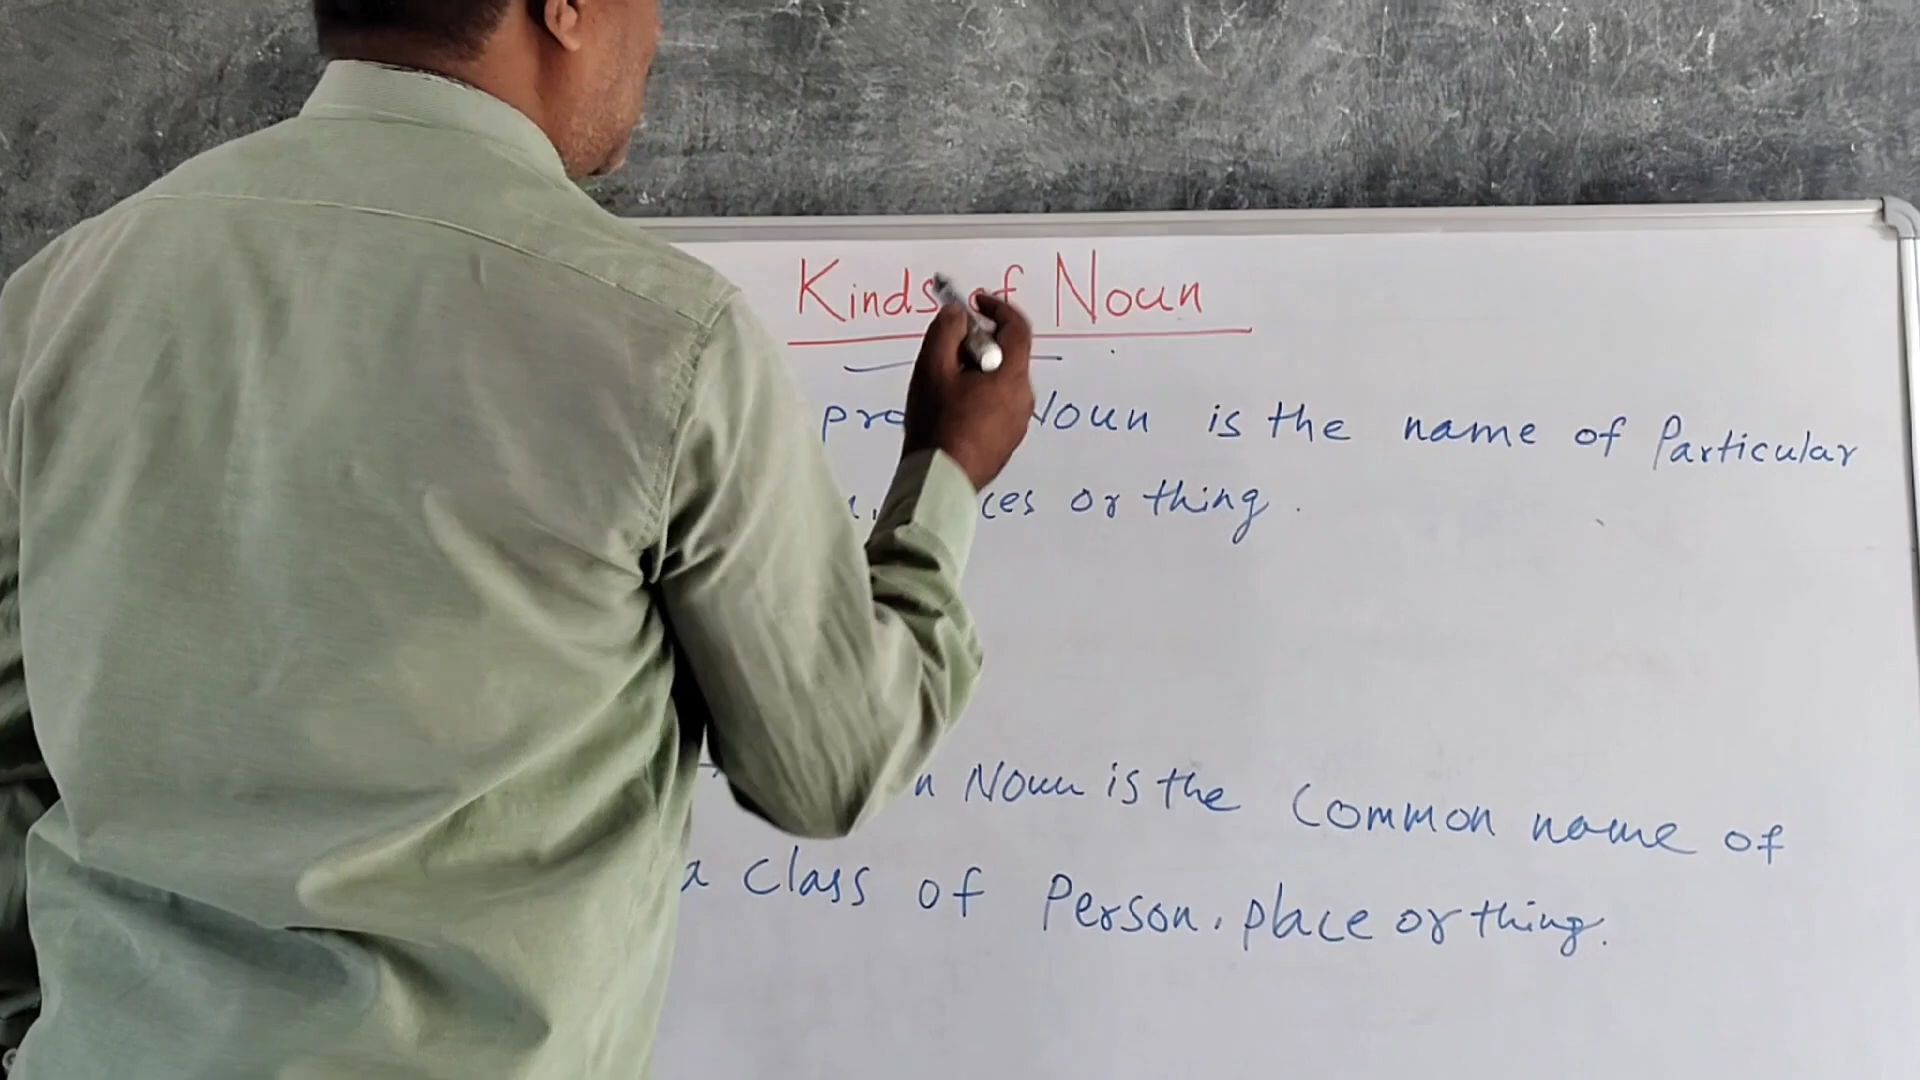 Kinds of Noun
Noun is the name of Particular
or thing.
Noun is the Common name of
a class of Person, place or thing.